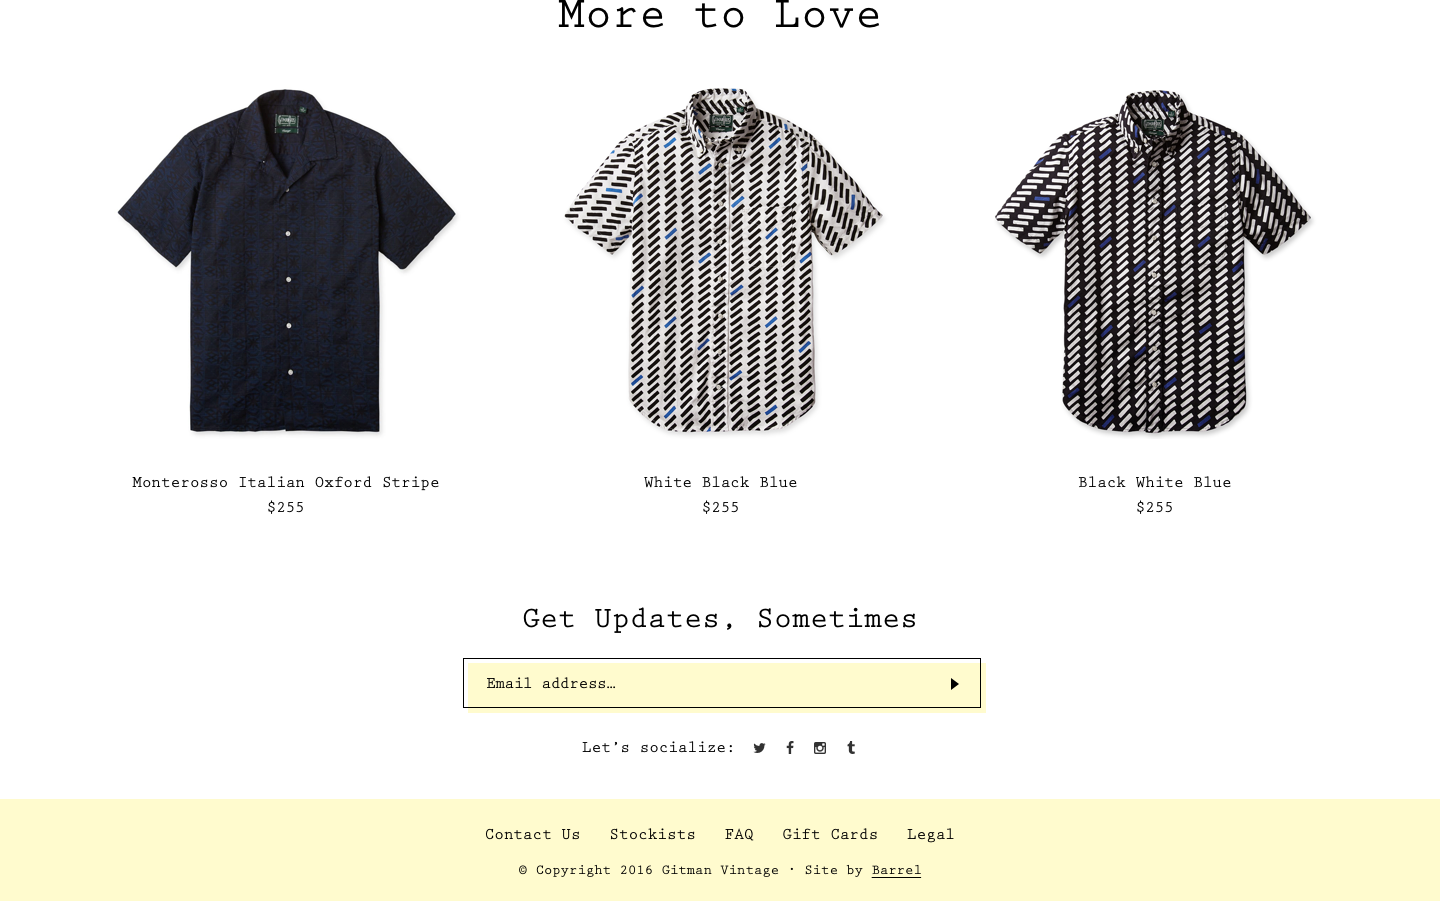 More to Love
Monterosso Italian Oxford Stripe
$255
White Black Blue
$255
Black White Blue
$255
Get Updates, Sometimes
Email address…
Let’s socialize:
Contact Us Stockists FAQ Gift Cards Legal
© Copyright 2016 Gitman Vintage · Site by Barrel